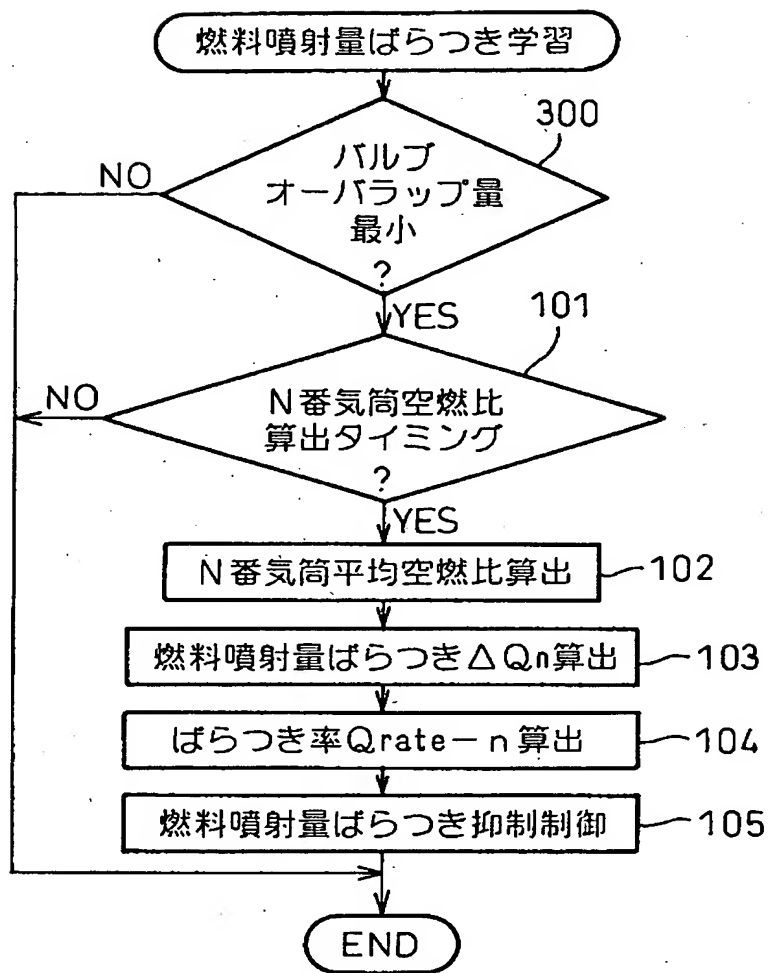 燃料噴射量ばらつき学習
300
バルブ
オーバラップ量
最小
?
NO
YES
101
N番気筒空燃比
算出タイミング
?
NO
YES
N番気筒平均空燃比算出
102
燃料噴射量ばらつき△Qn算出
103
ばらつき率Qrate－n算出
104
燃料噴射量ばらつき抑制制御
105
END